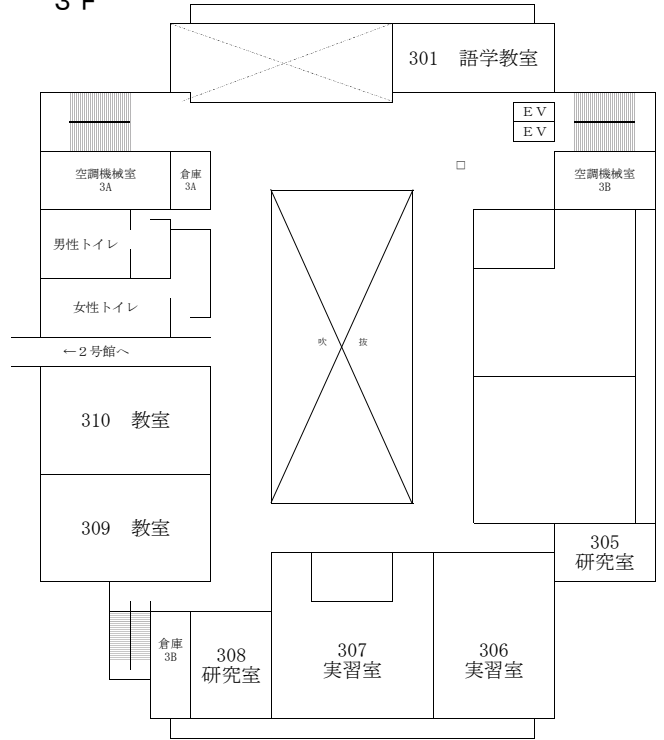 ３Ｆ
301　語学教室
ＥＶ
ＥＶ
空調機械室
3A
倉庫
3A
空調機械室
3B
男性トイレ
女性トイレ
←２号館へ
吹　抜
310　教室
309　教室
305
研究室
倉庫
3B
308
研究室
307
実習室
306
実習室